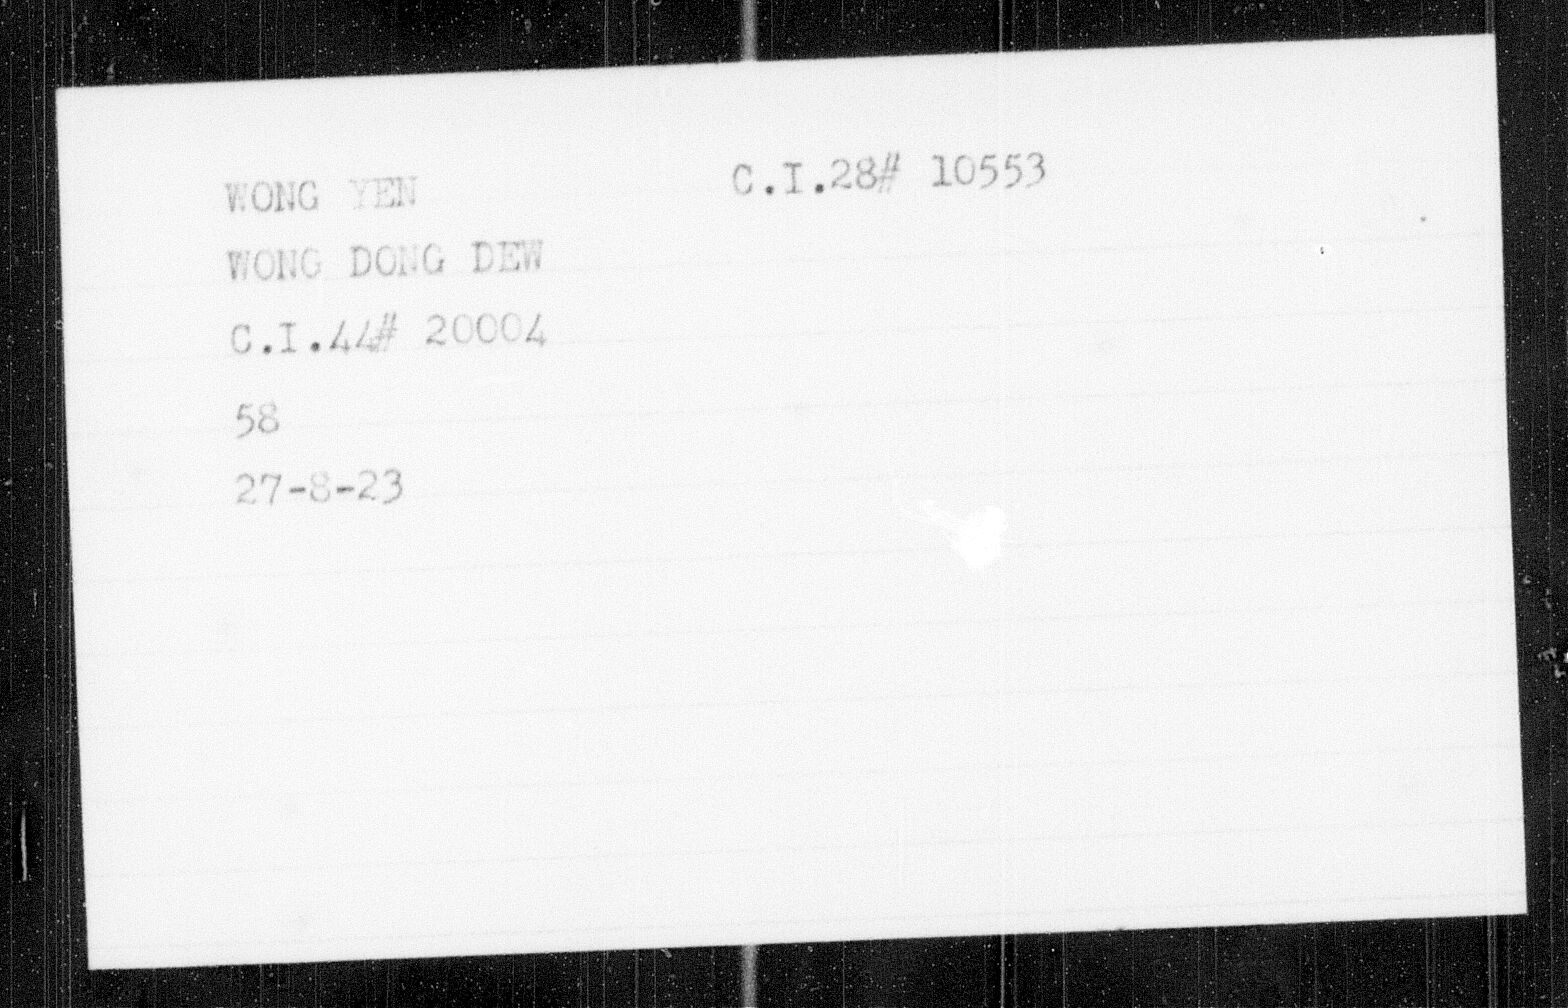 WONG YEN C.I.28# 10553
WONG DONG DEW
C.I.44# 20004
58
27-8-23